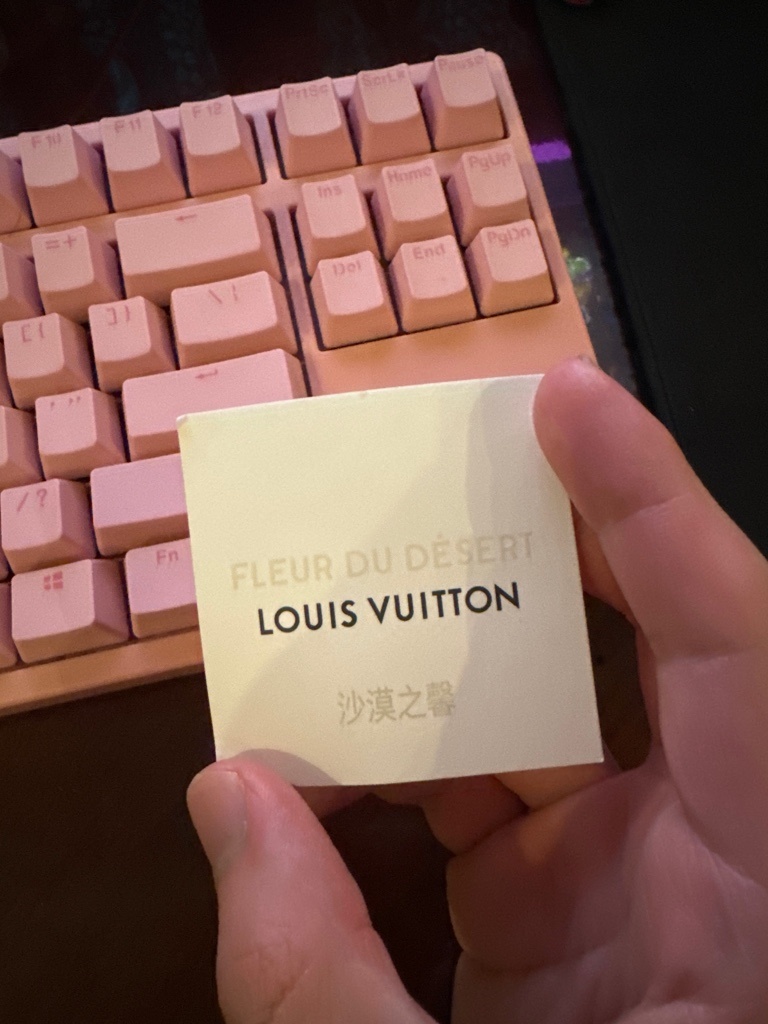 F10 F11 F12 PrtSc ScrLk Pause
=+ ← Ins Home PgUp
[{ ]} \| Del End PgDn
'" ↵
/?
Fn
FLEUR DU DÉSERT
LOUIS VUITTON
沙漠之馨